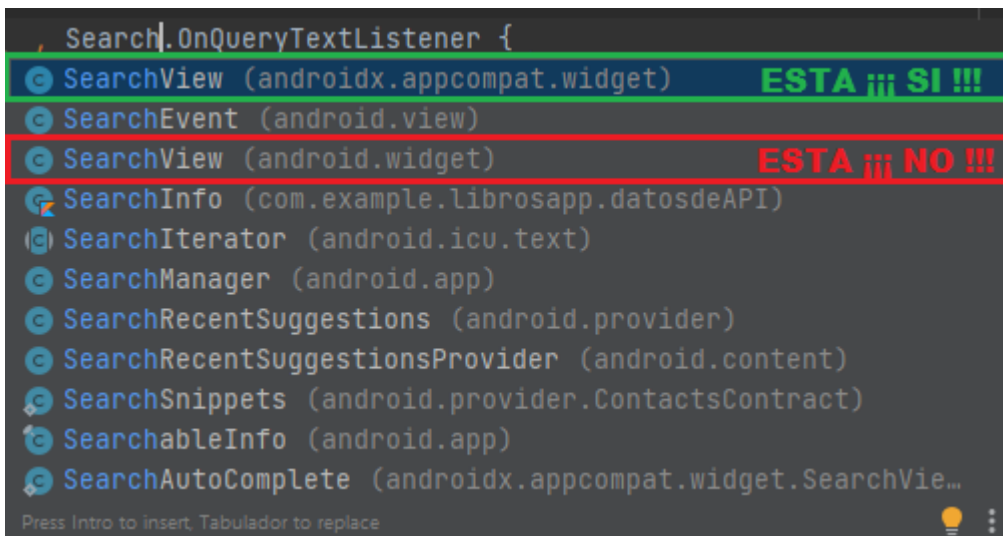 , Search.OnQueryTextListener {
SearchView (androidx.appcompat.widget) ESTA ¡¡¡ SI !!!
SearchEvent (android.view)
SearchView (android.widget) ESTA ¡¡¡ NO !!!
SearchInfo (com.example.librosapp.datosdeAPI)
SearchIterator (android.icu.text)
SearchManager (android.app)
SearchRecentSuggestions (android.provider)
SearchRecentSuggestionsProvider (android.content)
SearchSnippets (android.provider.ContactsContract)
SearchableInfo (android.app)
SearchAutoComplete (androidx.appcompat.widget.SearchVie…
Press Intro to insert, Tabulador to replace